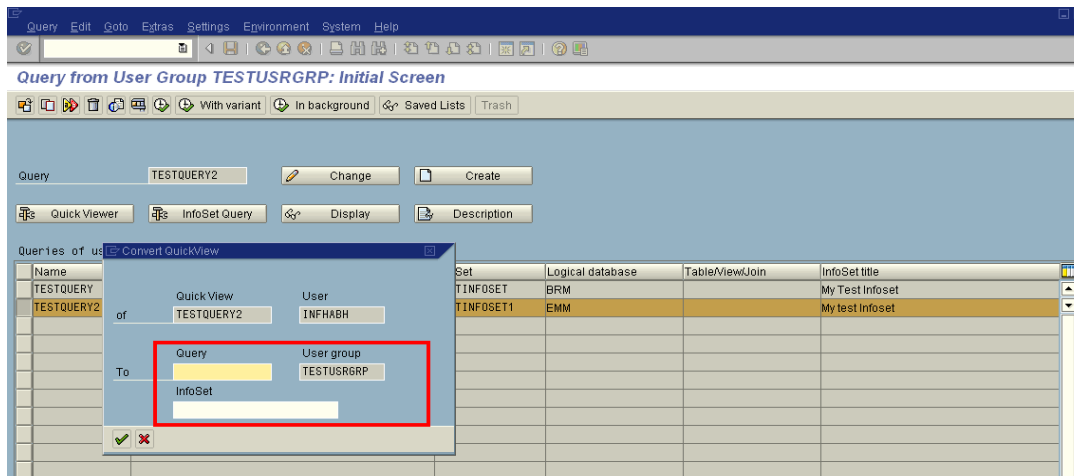 Query Edit Goto Extras Settings Environment System Help
Query from User Group TESTUSRGRP: Initial Screen
With variant In background Saved Lists Trash
Query TESTQUERY2 Change Create
Quick Viewer InfoSet Query Display Description
Queries of us
Convert QuickView
Name Set Logical database Table/View/Join InfoSet title
TESTQUERY TINFOSET BRM My Test Infoset
TESTQUERY2 TINFOSET1 EMM My test Infoset
Quick View User
of TESTQUERY2 INFHABH
Query User group
To TESTUSRGRP
InfoSet